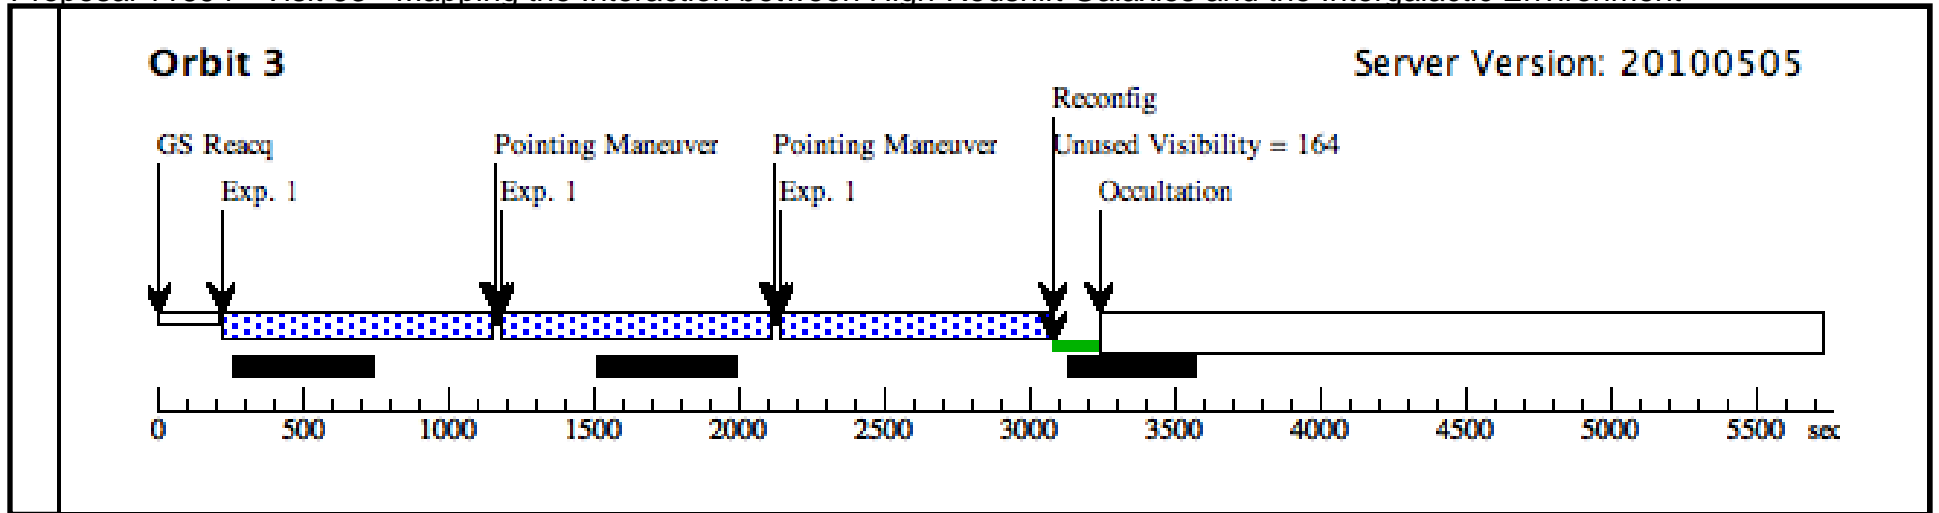 Orbit 3
Server Version: 20100505
Reconfig
GS Reacq
Pointing Maneuver
Pointing Maneuver
Unused Visibility = 164
Exp. 1
Exp. 1
Exp. 1
Occultation
0 500 1000 1500 2000 2500 3000 3500 4000 4500 5000 5500 sec